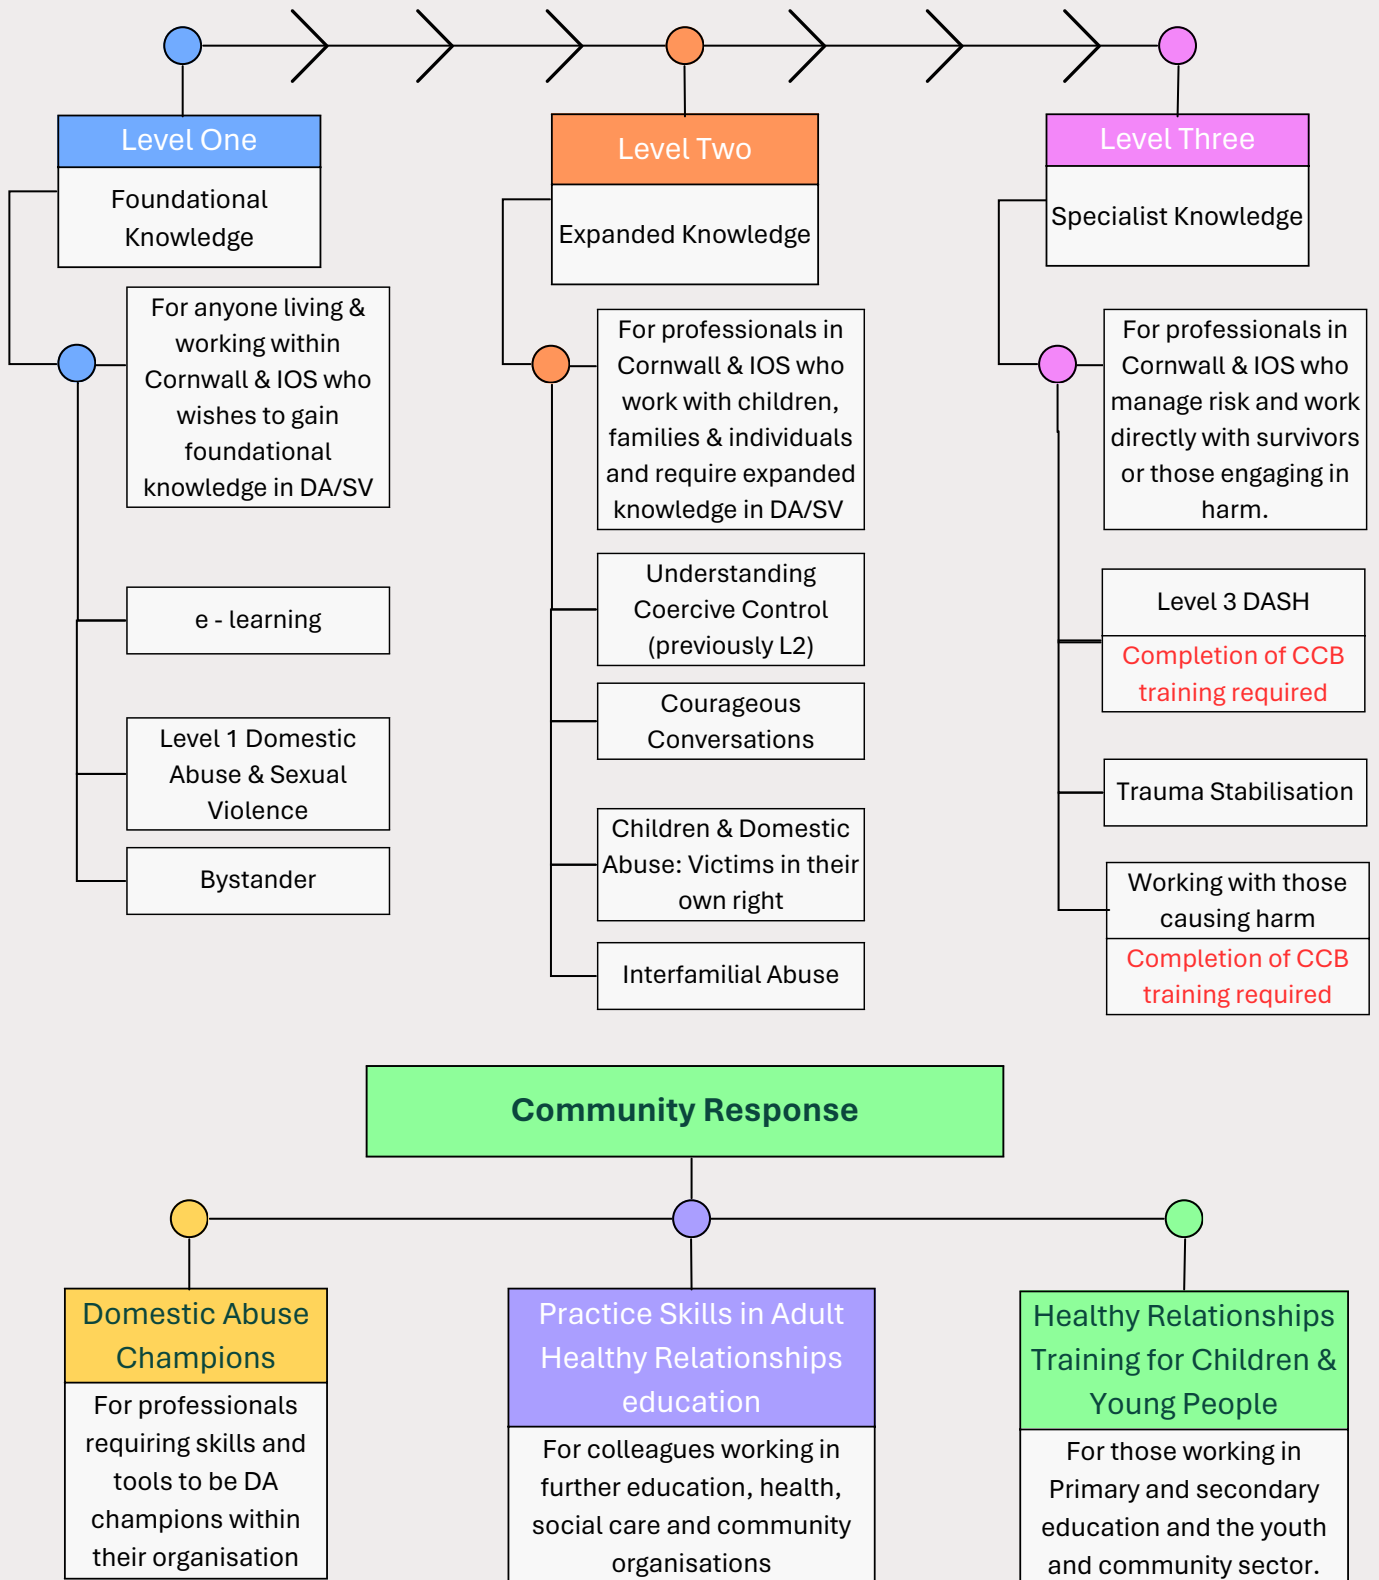 Level One
Foundational
Knowledge
For anyone living &
working within
Cornwall & IOS who
wishes to gain
foundational
knowledge in DA/SV
e - learning
Level 1 Domestic
Abuse & Sexual
Violence
Bystander
Level Two
Expanded Knowledge
For professionals in
Cornwall & IOS who
work with children,
families & individuals
and require expanded
knowledge in DA/SV
Understanding
Coercive Control
(previously L2)
Courageous
Conversations
Children & Domestic
Abuse: Victims in their
own right
Interfamilial Abuse
Level Three
Specialist Knowledge
For professionals in
Cornwall & IOS who
manage risk and work
directly with survivors
or those engaging in
harm.
Level 3 DASH
Completion of CCB
training required
Trauma Stabilisation
Working with those
causing harm
Completion of CCB
training required
Community Response
Domestic Abuse
Champions
For professionals
requiring skills and
tools to be DA
champions within
their organisation
Practice Skills in Adult
Healthy Relationships
education
For colleagues working in
further education, health,
social care and community
organisations
Healthy Relationships
Training for Children &
Young People
For those working in
Primary and secondary
education and the youth
and community sector.